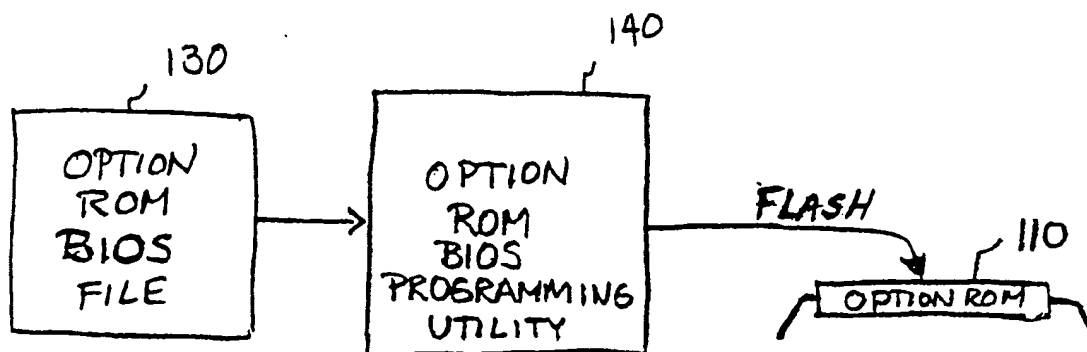 130
OPTION
ROM
BIOS
FILE
140
OPTION
ROM
BIOS
PROGRAMMING
UTILITY
FLASH
110
OPTION ROM